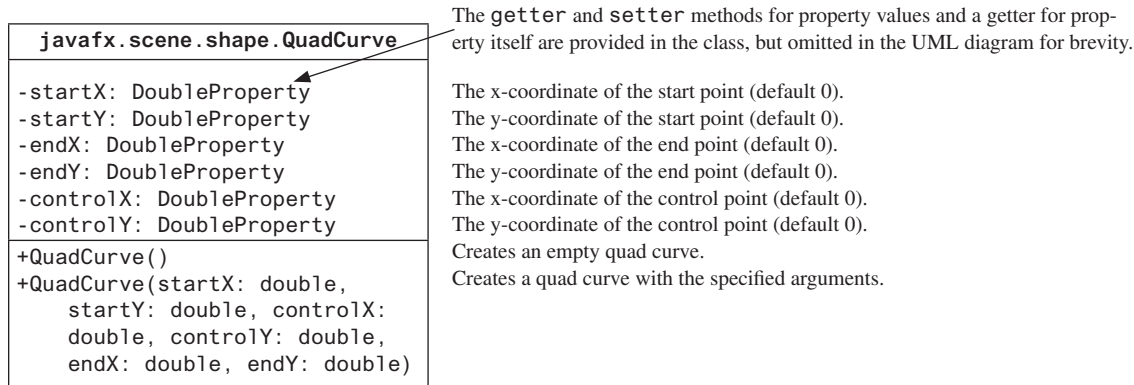 The getter and setter methods for property values and a getter for prop-
erty itself are provided in the class, but omitted in the UML diagram for brevity.
javafx.scene.shape.QuadCurve
-startX: DoubleProperty
The x-coordinate of the start point (default 0).
-startY: DoubleProperty
The y-coordinate of the start point (default 0).
-endX: DoubleProperty
The x-coordinate of the end point (default 0).
-endY: DoubleProperty
The y-coordinate of the end point (default 0).
-controlX: DoubleProperty
The x-coordinate of the control point (default 0).
-controlY: DoubleProperty
The y-coordinate of the control point (default 0).
+QuadCurve()
Creates an empty quad curve.
+QuadCurve(startX: double,
Creates a quad curve with the specified arguments.
startY: double, controlX:
double, controlY: double,
endX: double, endY: double)